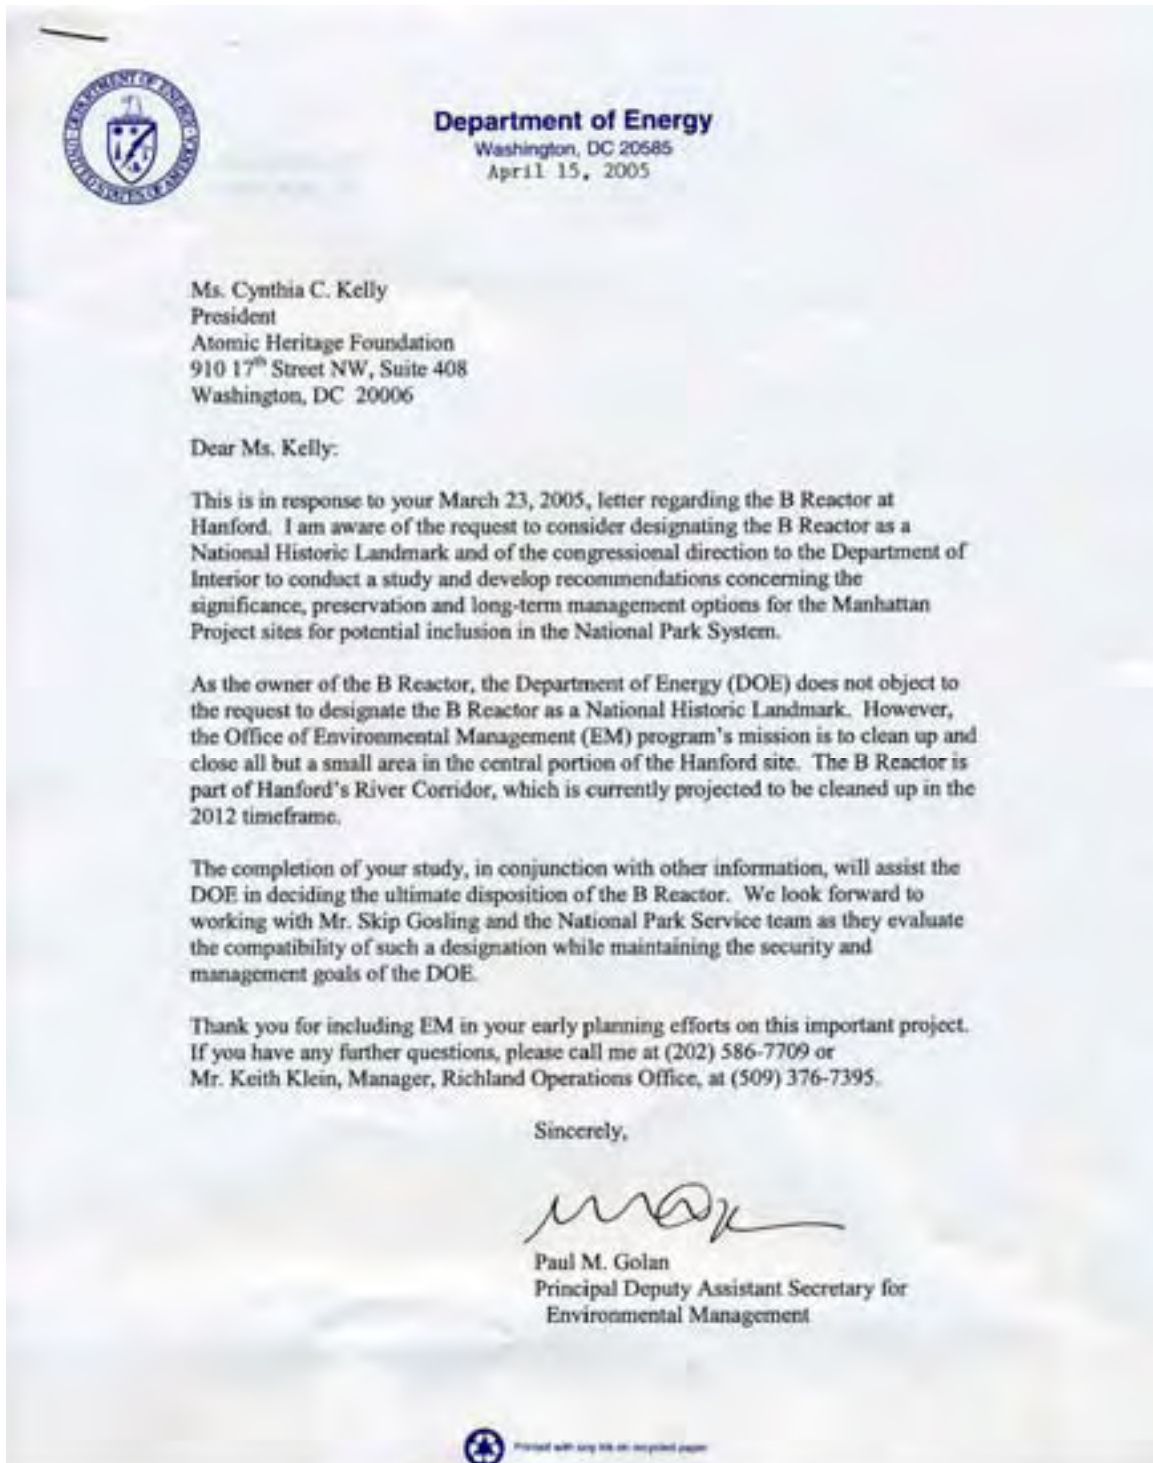 DEPARTMENT OF ENERGY
UNITED STATES OF AMERICA
Department of Energy
Washington, DC 20585
April 15, 2005
Ms. Cynthia C. Kelly
President
Atomic Heritage Foundation
910 17th Street NW, Suite 408
Washington, DC 20006
Dear Ms. Kelly:
This is in response to your March 23, 2005, letter regarding the B Reactor at
Hanford. I am aware of the request to consider designating the B Reactor as a
National Historic Landmark and of the congressional direction to the Department of
Interior to conduct a study and develop recommendations concerning the
significance, preservation and long-term management options for the Manhattan
Project sites for potential inclusion in the National Park System.
As the owner of the B Reactor, the Department of Energy (DOE) does not object to
the request to designate the B Reactor as a National Historic Landmark. However,
the Office of Environmental Management (EM) program's mission is to clean up and
close all but a small area in the central portion of the Hanford site. The B Reactor is
part of Hanford's River Corridor, which is currently projected to be cleaned up in the
2012 timeframe.
The completion of your study, in conjunction with other information, will assist the
DOE in deciding the ultimate disposition of the B Reactor. We look forward to
working with Mr. Skip Gosling and the National Park Service team as they evaluate
the compatibility of such a designation while maintaining the security and
management goals of the DOE.
Thank you for including EM in your early planning efforts on this important project.
If you have any further questions, please call me at (202) 586-7709 or
Mr. Keith Klein, Manager, Richland Operations Office, at (509) 376-7395.
Sincerely,
Paul M. Golan
Principal Deputy Assistant Secretary for
Environmental Management
Printed with soy ink on recycled paper